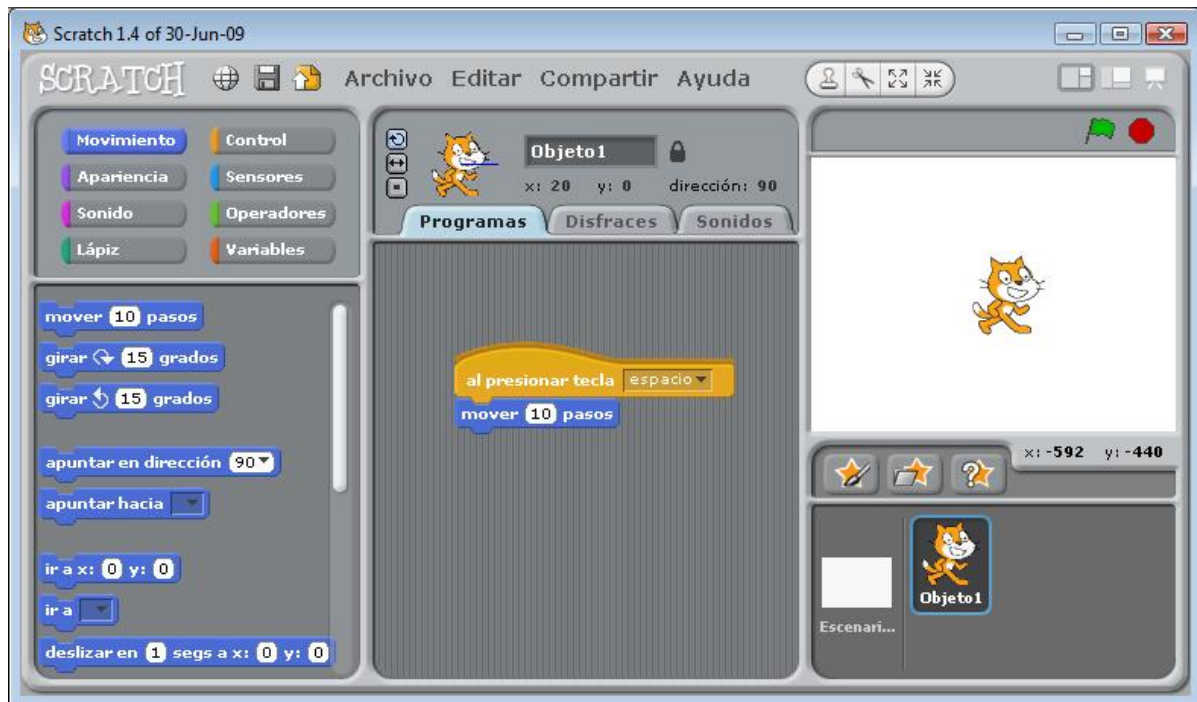 Scratch 1.4 of 30-Jun-09
SCRATCH Archivo Editar Compartir Ayuda
Movimiento Control
Apariencia Sensores
Sonido Operadores
Lápiz Variables
mover 10 pasos
girar 15 grados
girar 15 grados
apuntar en dirección 90
apuntar hacia
ir a x: 0 y: 0
ir a
deslizar en 1 segs a x: 0 y: 0
Objeto1
x: 20 y: 0 dirección: 90
Programas Disfraces Sonidos
al presionar tecla espacio
mover 10 pasos
x: -592 y: -440
Objeto1
Escenari...